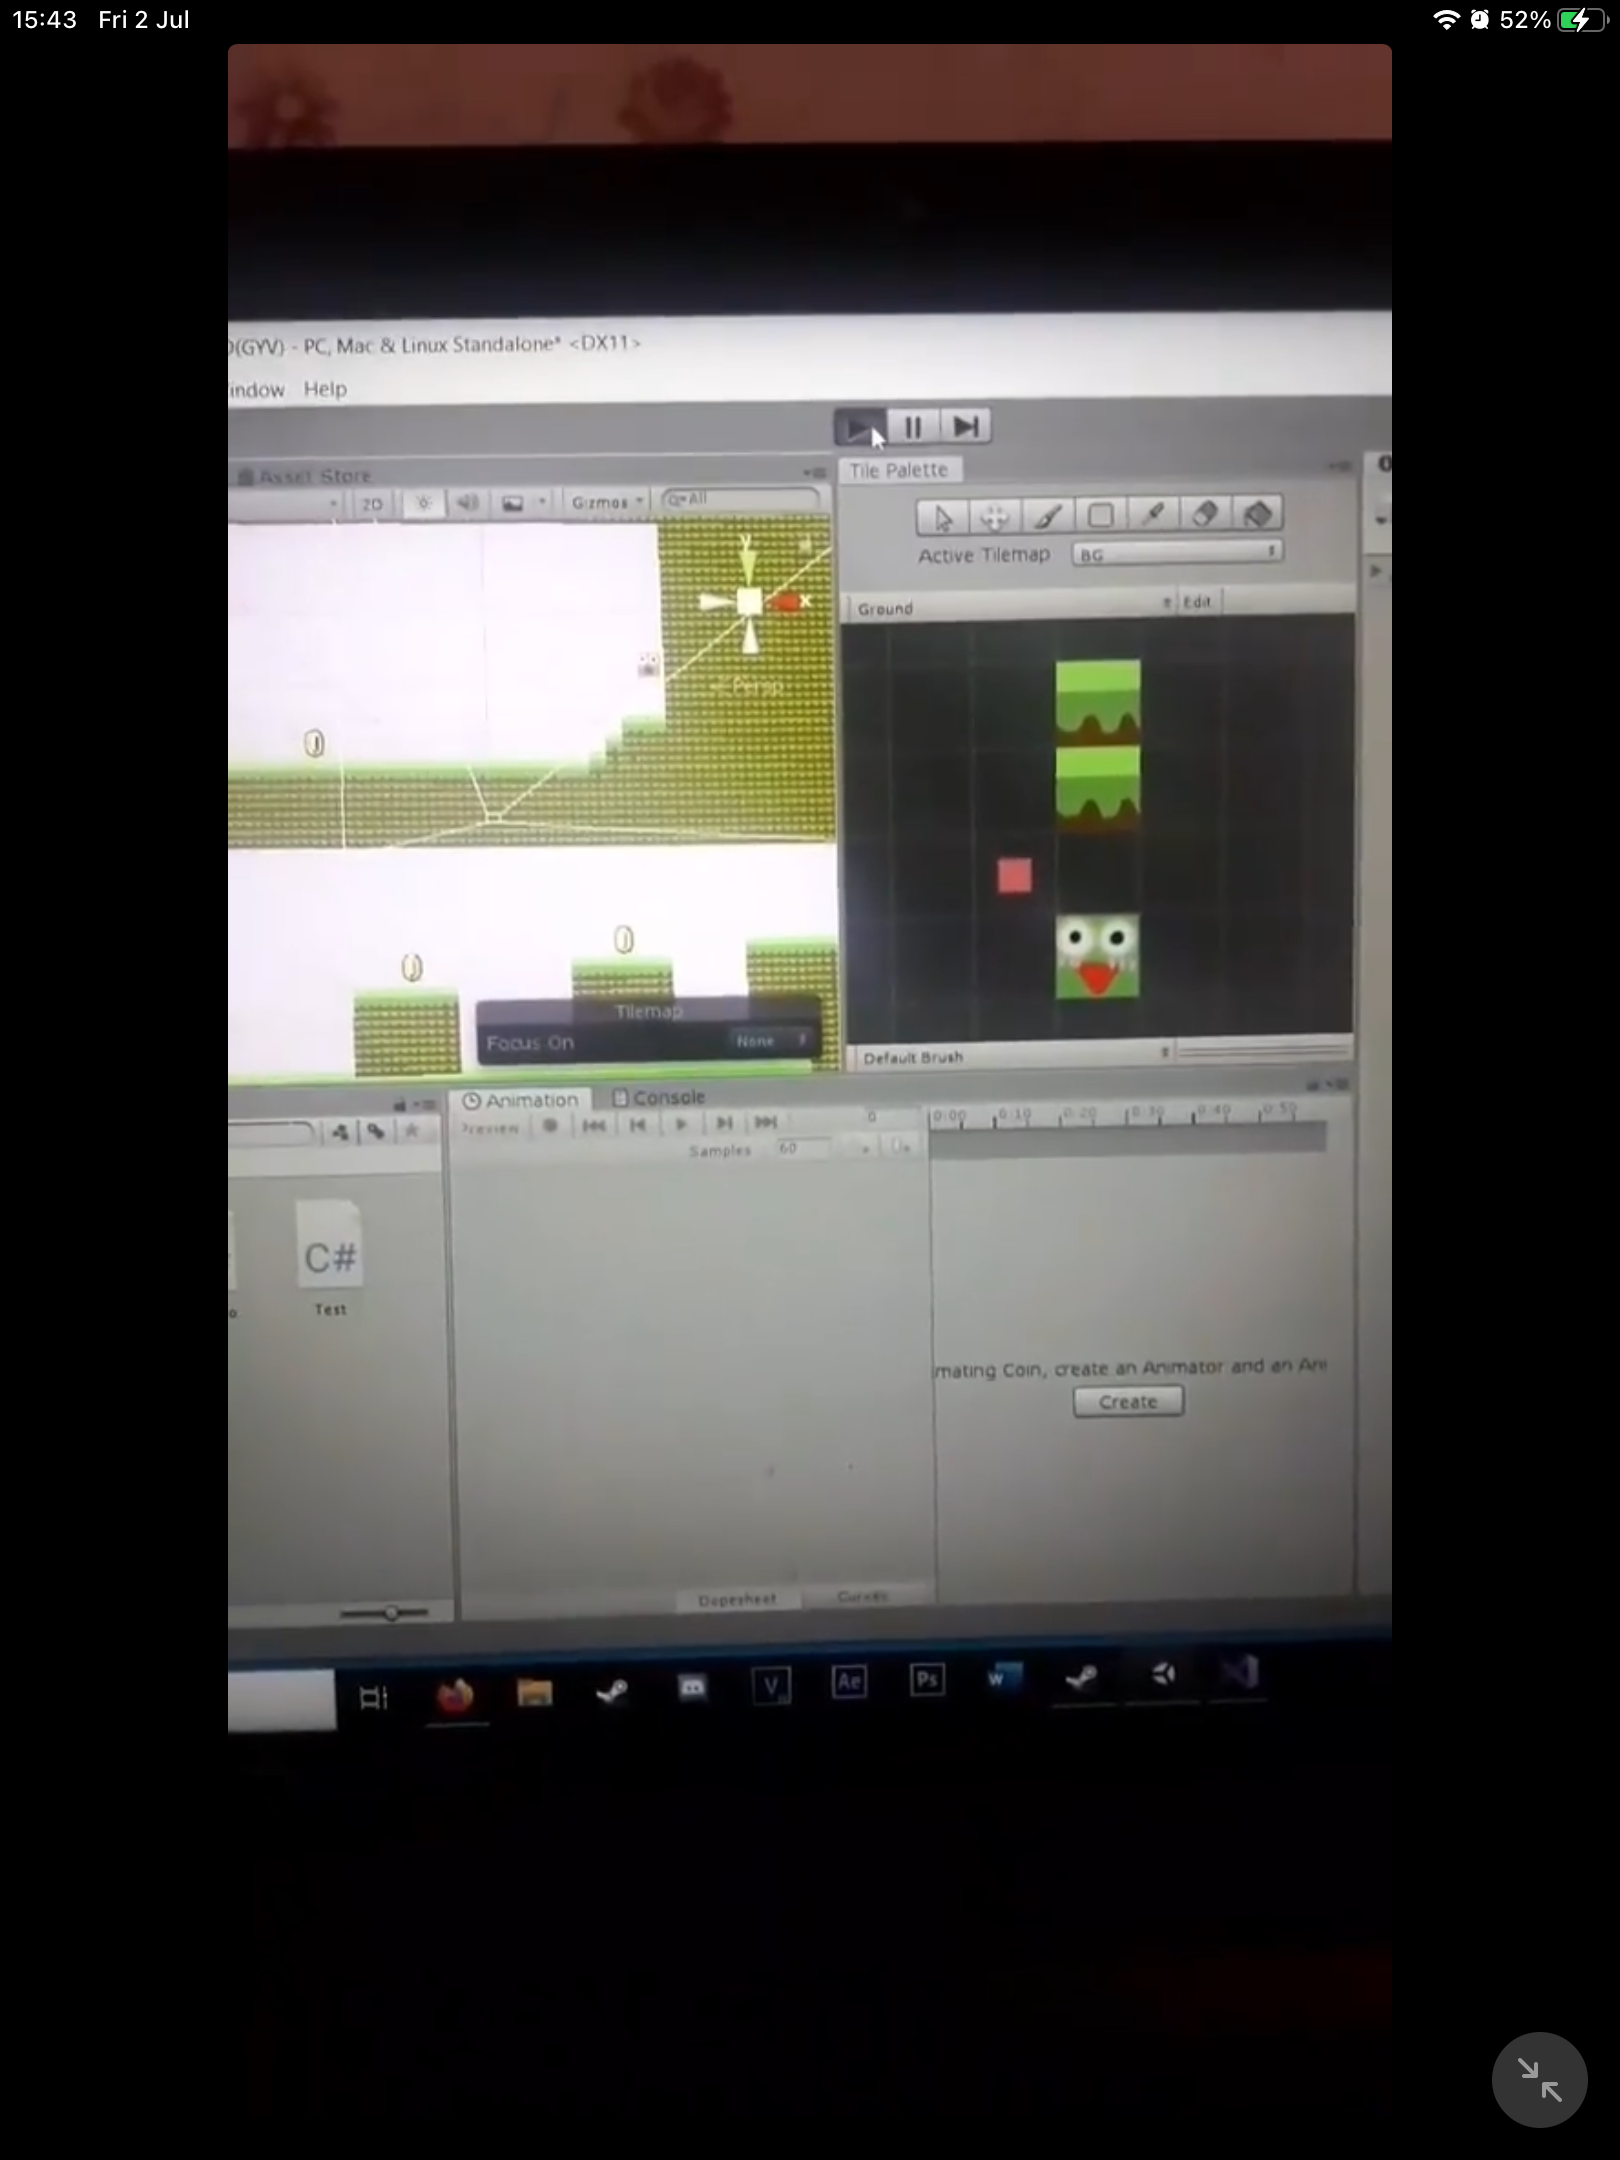 15:43 Fri 2 Jul
52%
(GYV) - PC, Mac & Linux Standalone* <DX11>
indow Help
Asset Store
Tile Palette
2D
Gizmos
All
Active Tilemap BG
y
x
Persp
Ground
Edit
Tilemap
Focus On None
Default Brush
Animation Console
Preview
0
0:00 0:10 0:20 0:30 0:40 0:50
Samples 60
C#
Test
mating Coin, create an Animator and an Ani
Create
Dopesheet Curves
V
Ae
Ps
W